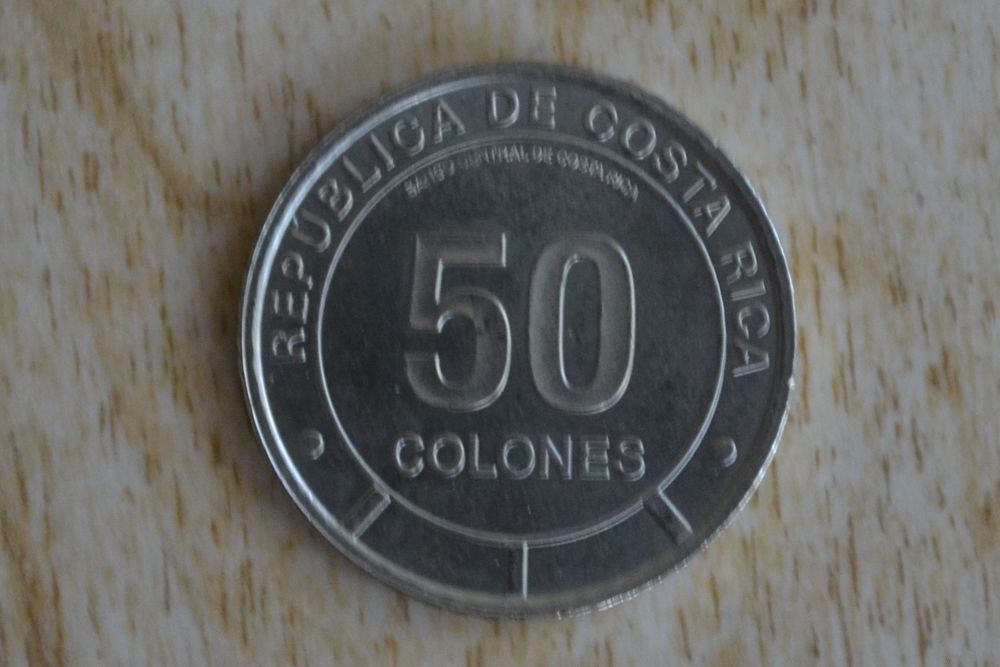 REPÚBLICA DE COSTA RICA
BANCO CENTRAL DE COSTA RICA
50
COLONES